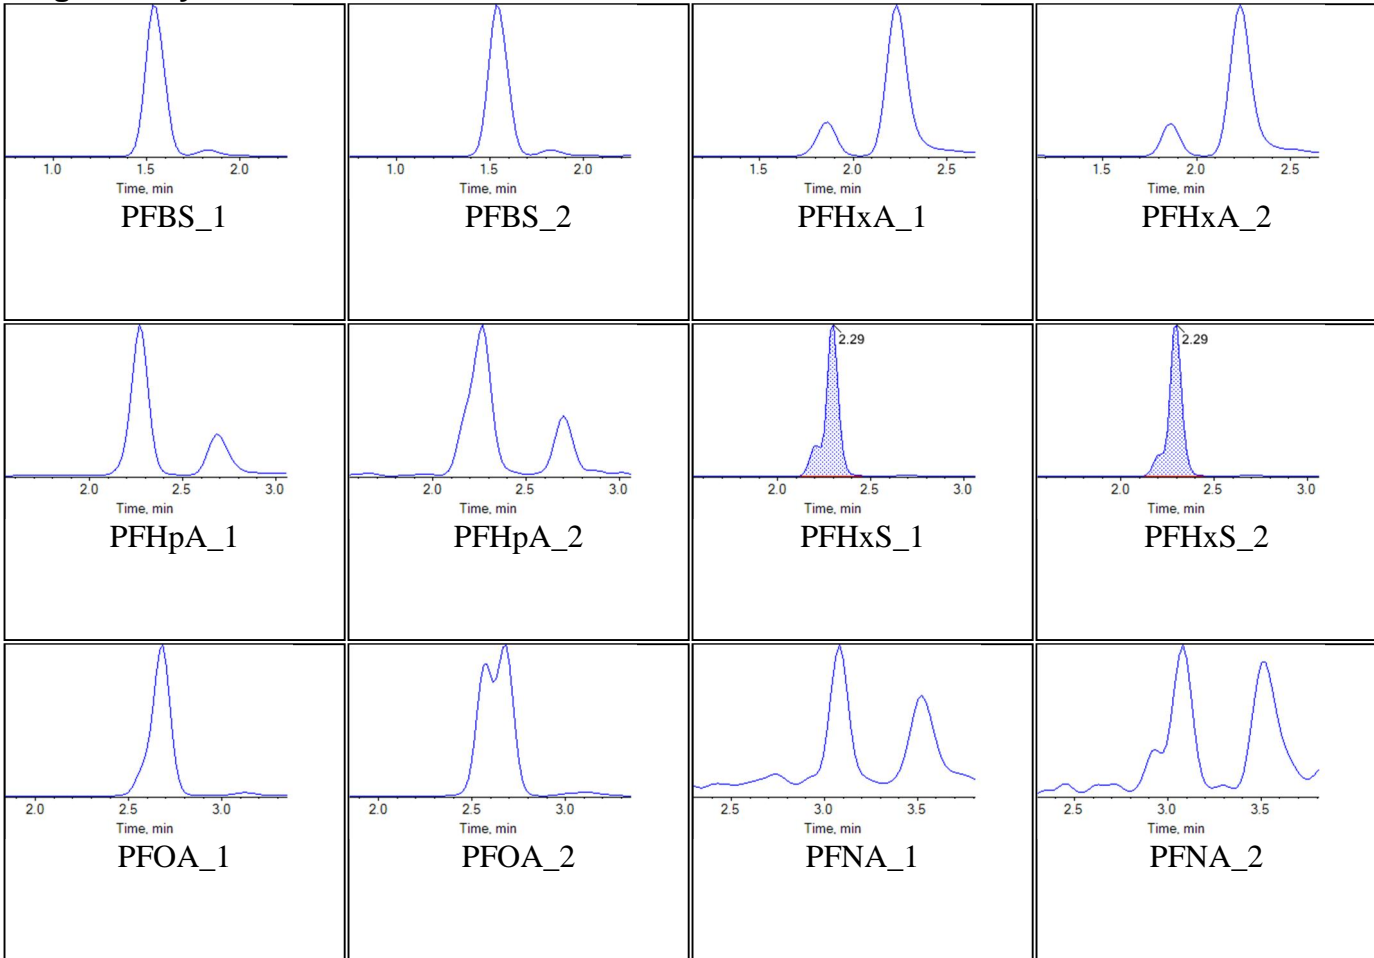 1.0 1.5 2.0
Time, min
PFBS_1
1.0 1.5 2.0
Time, min
PFBS_2
1.5 2.0 2.5
Time, min
PFHxA_1
1.5 2.0 2.5
Time, min
PFHxA_2
2.0 2.5 3.0
Time, min
PFHpA_1
2.0 2.5 3.0
Time, min
PFHpA_2
2.29
2.0 2.5 3.0
Time, min
PFHxS_1
2.29
2.0 2.5 3.0
Time, min
PFHxS_2
2.0 2.5 3.0
Time, min
PFOA_1
2.0 2.5 3.0
Time, min
PFOA_2
2.5 3.0 3.5
Time, min
PFNA_1
2.5 3.0 3.5
Time, min
PFNA_2